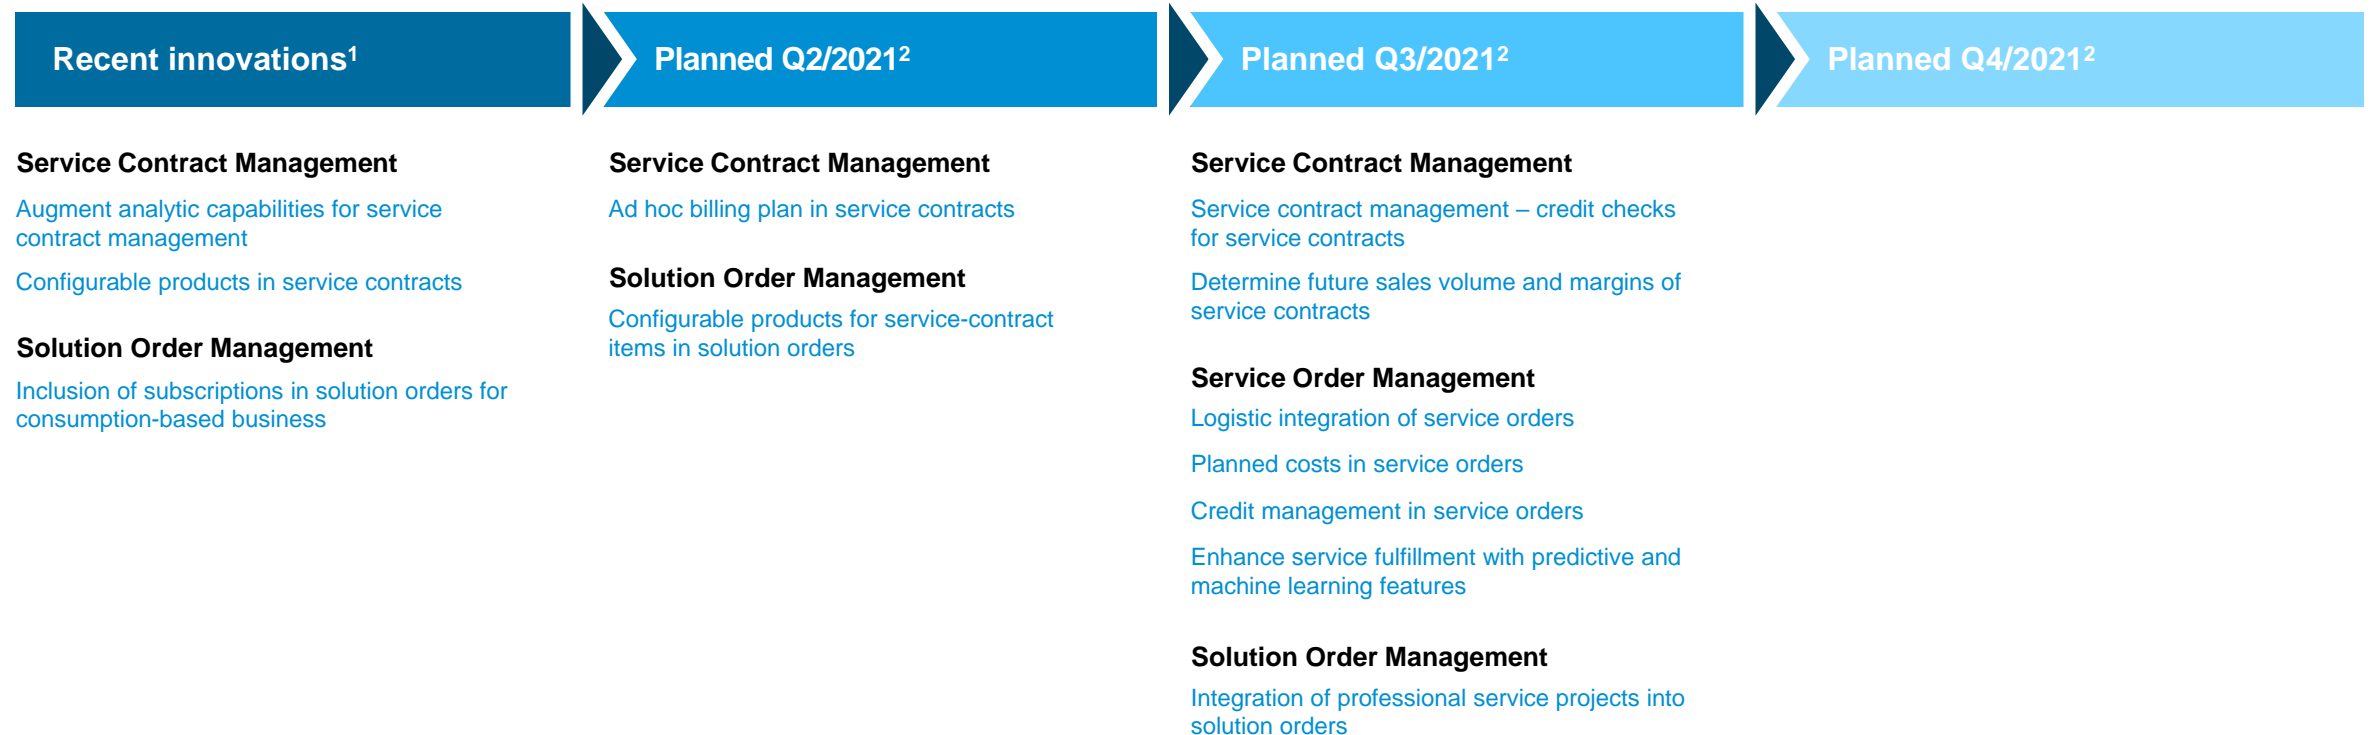 Recent innovations¹
Planned Q2/2021²
Planned Q3/2021²
Planned Q4/2021²
Service Contract Management
Augment analytic capabilities for service
contract management
Configurable products in service contracts
Solution Order Management
Inclusion of subscriptions in solution orders for
consumption-based business
Service Contract Management
Ad hoc billing plan in service contracts
Solution Order Management
Configurable products for service-contract
items in solution orders
Service Contract Management
Service contract management – credit checks
for service contracts
Determine future sales volume and margins of
service contracts
Service Order Management
Logistic integration of service orders
Planned costs in service orders
Credit management in service orders
Enhance service fulfillment with predictive and
machine learning features
Solution Order Management
Integration of professional service projects into
solution orders